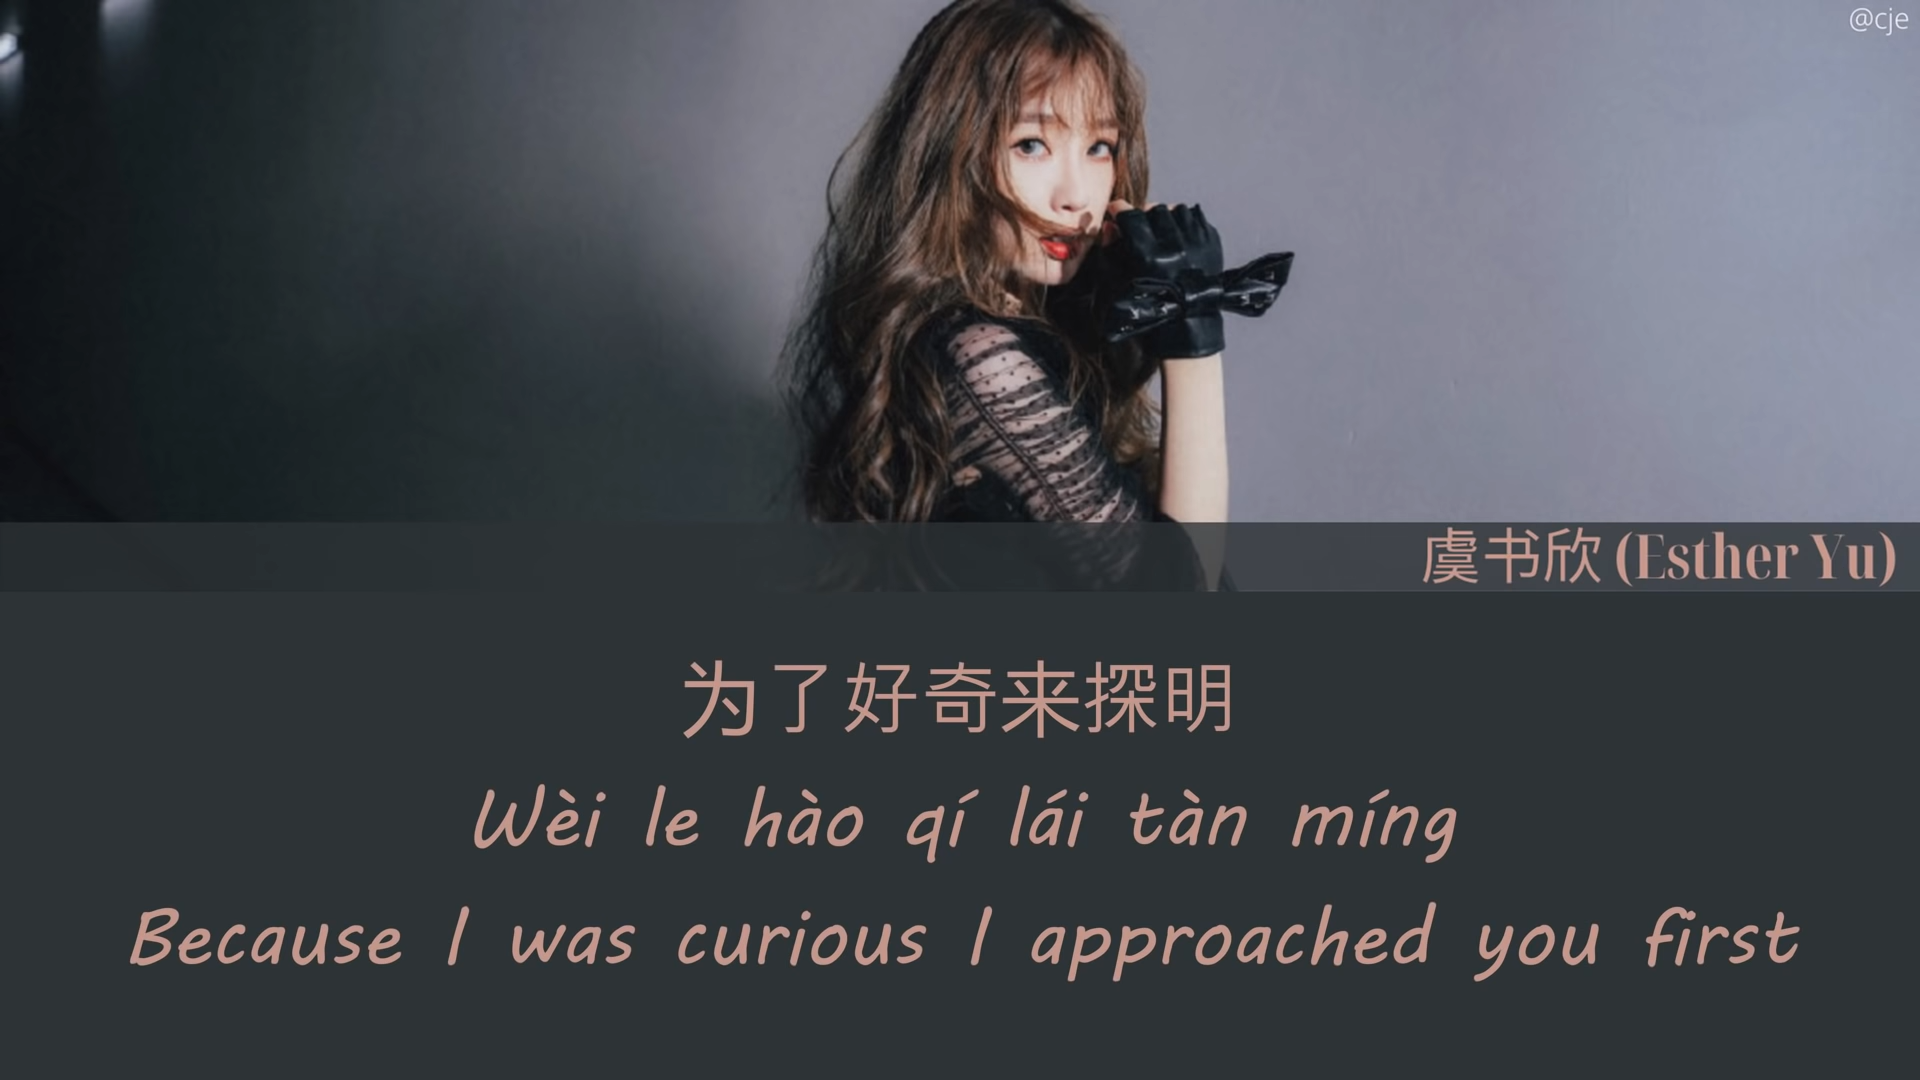 @cje
虞书欣 (Esther Yu)
为了好奇来探明
Wèi le hào qí lái tàn míng
Because I was curious I approached you first